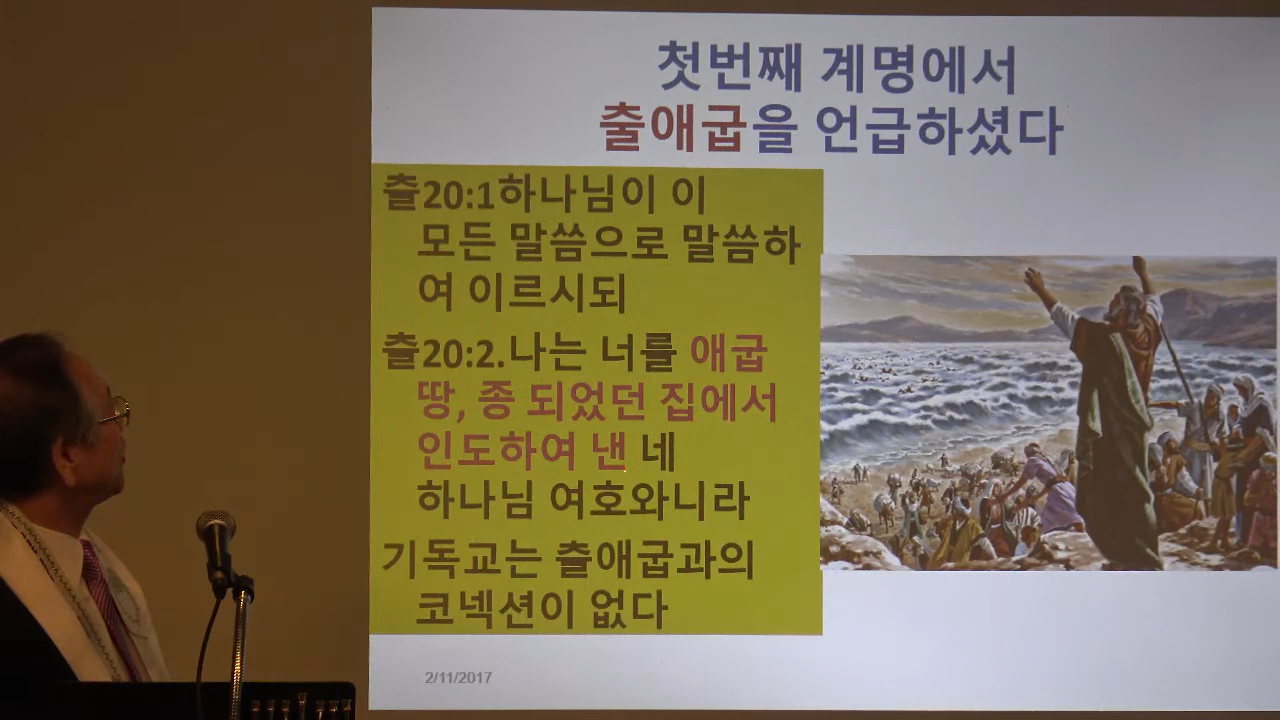 첫번째 계명에서
출애굽을 언급하셨다
출20:1하나님이 이
모든 말씀으로 말씀하
여 이르시되
출20:2.나는 너를 애굽
땅, 종 되었던 집에서
인도하여 낸 네
하나님 여호와니라
기독교는 출애굽과의
코넥션이 없다
2/11/2017